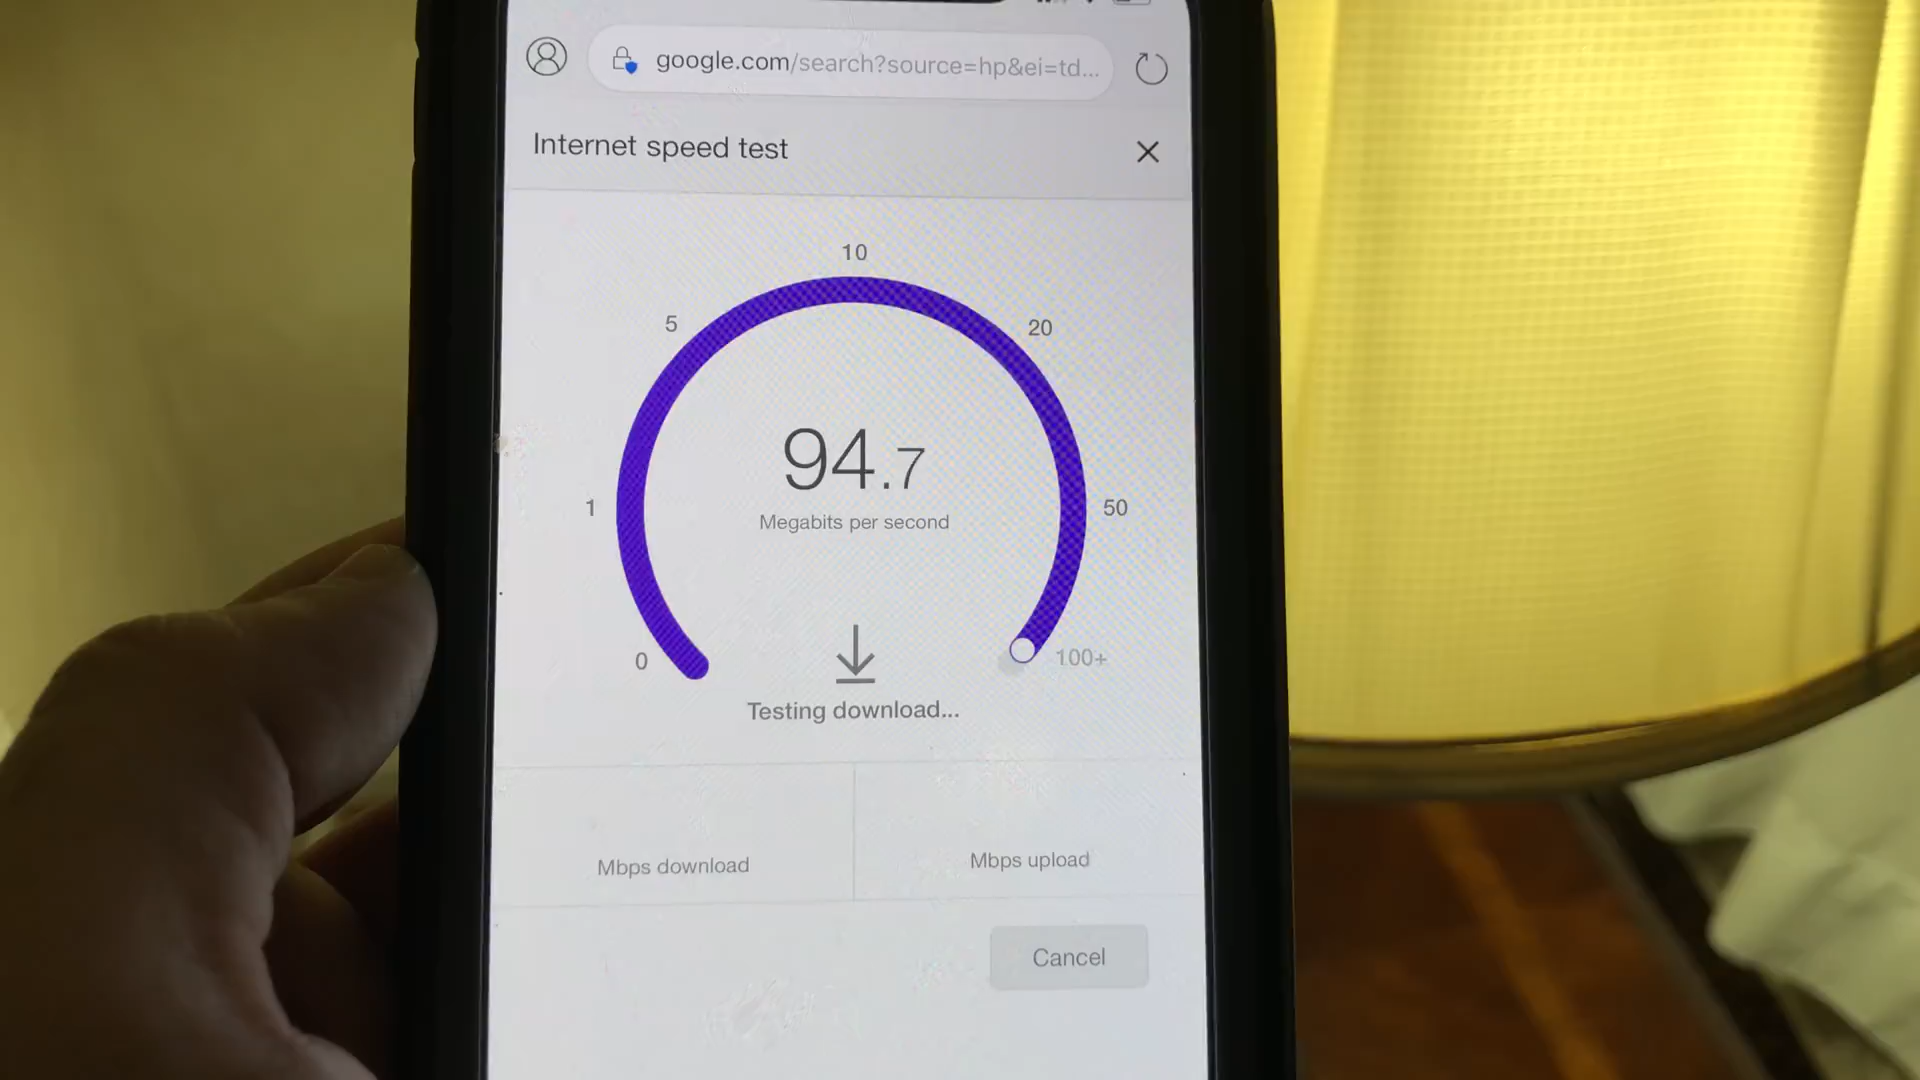 google.com/search?source=hp&ei=td...
Internet speed test
10
5
20
94.7
1
50
Megabits per second
0
100+
Testing download...
Mbps download
Mbps upload
Cancel